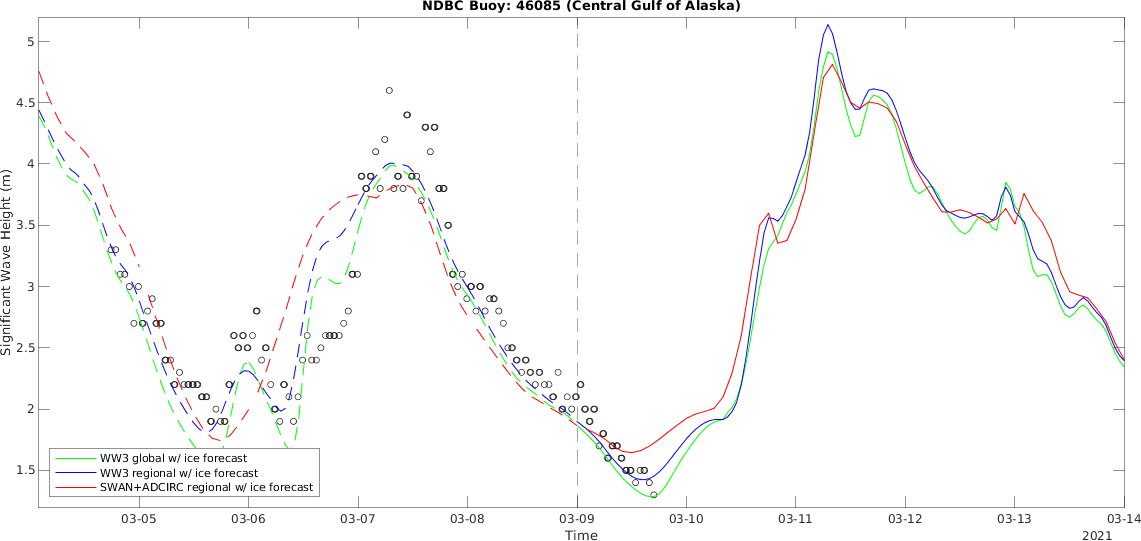 NDBC Buoy: 46085 (Central Gulf of Alaska)
5
4.5
4
3.5
3
2.5
2
1.5
Significant Wave Height (m)
WW3 global w/ ice forecast
WW3 regional w/ ice forecast
SWAN+ADCIRC regional w/ ice forecast
03-05 03-06 03-07 03-08 03-09 03-10 03-11 03-12 03-13 03-14
Time
2021